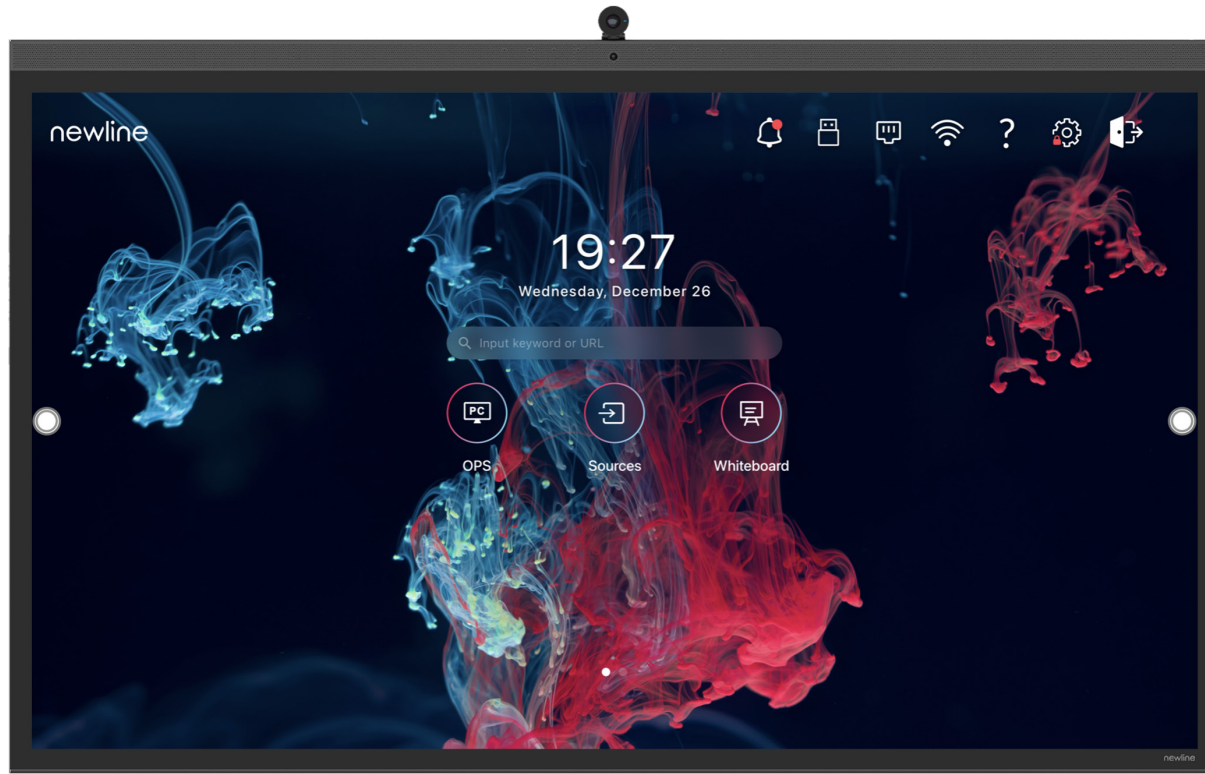 newline
?
19:27
Wednesday, December 26
Input keyword or URL
PC
OPS
Sources
Whiteboard
newline